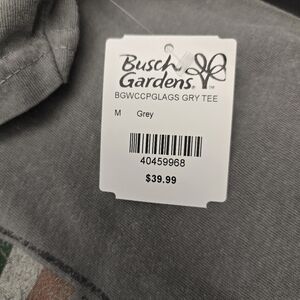 Busch
Gardens®
BGWCCPGLAGS GRY TEE
M Grey
40459968
$39.99